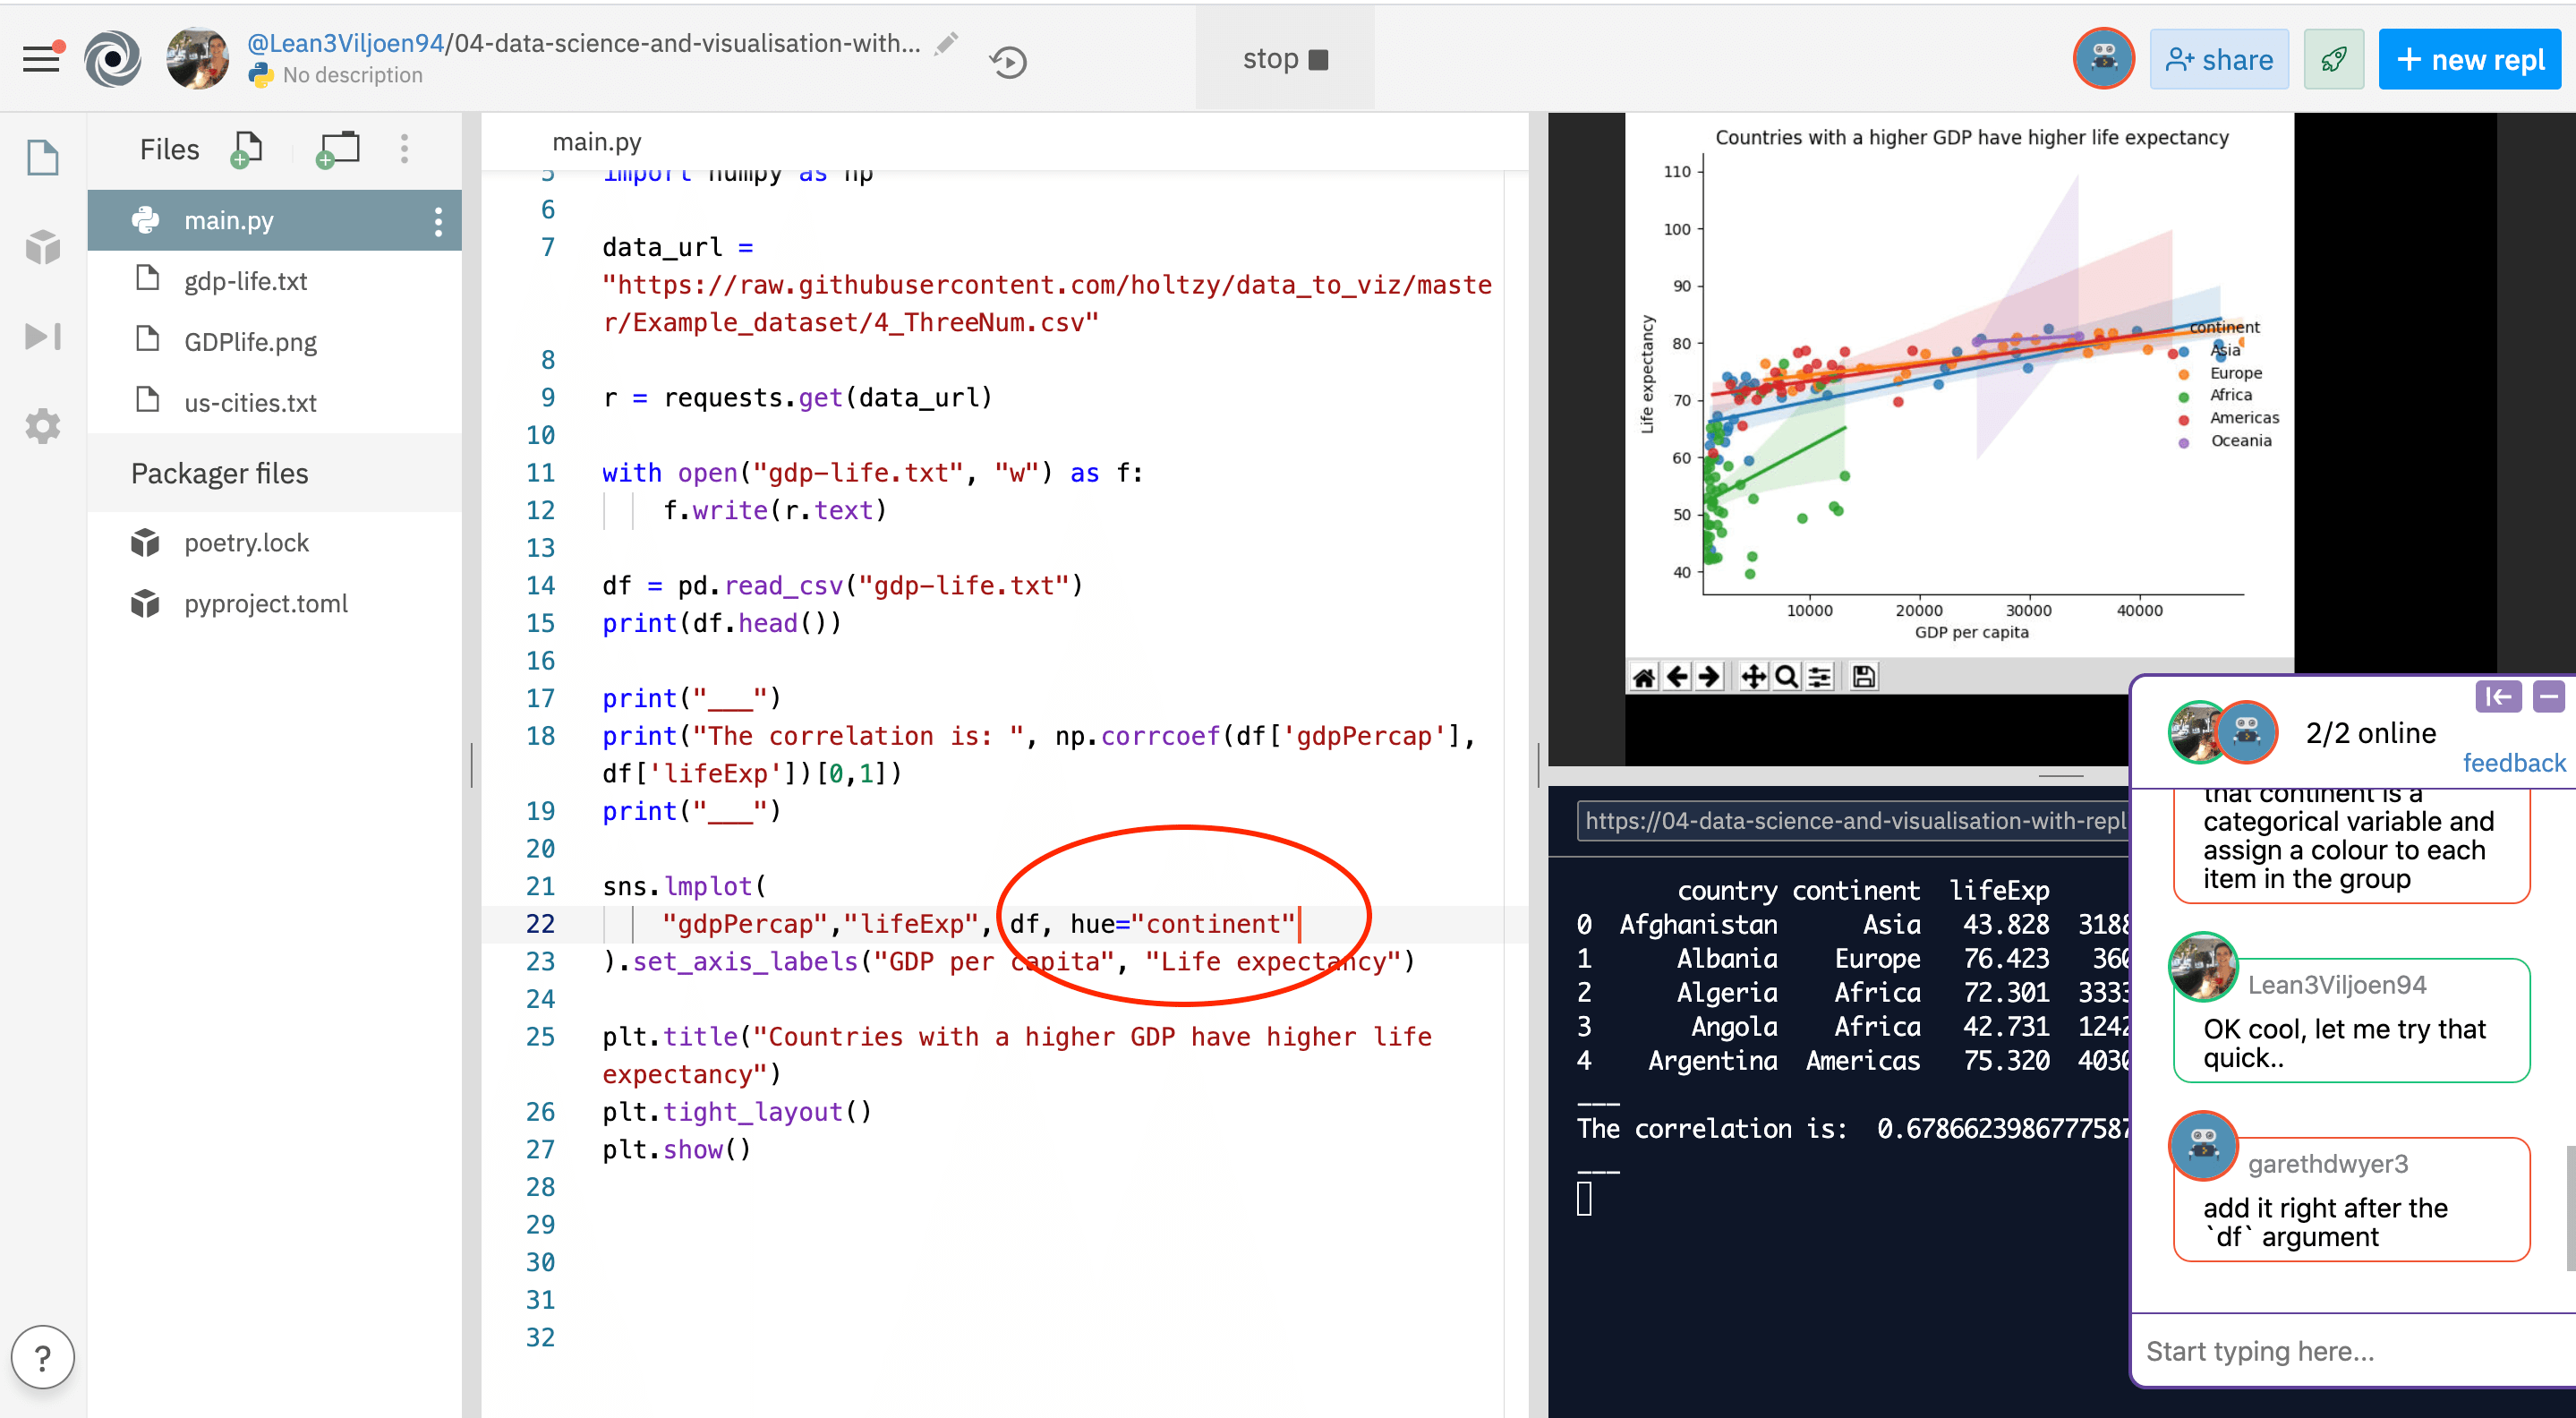 @Lean3Viljoen94/04-data-science-and-visualisation-with...
No description
stop
share
+ new repl
Files
main.py
gdp-life.txt
GDPlife.png
us-cities.txt
Packager files
poetry.lock
pyproject.toml
?
main.py
5 import numpy as np
6
7 data_url =
"https://raw.githubusercontent.com/holtzy/data_to_viz/maste
r/Example_dataset/4_ThreeNum.csv"
8
9 r = requests.get(data_url)
10
11 with open("gdp-life.txt", "w") as f:
12     f.write(r.text)
13
14 df = pd.read_csv("gdp-life.txt")
15 print(df.head())
16
17 print("___")
18 print("The correlation is: ", np.corrcoef(df['gdpPercap'],
df['lifeExp'])[0,1])
19 print("___")
20
21 sns.lmplot(
22     "gdpPercap","lifeExp", df, hue="continent"
23 ).set_axis_labels("GDP per capita", "Life expectancy")
24
25 plt.title("Countries with a higher GDP have higher life
expectancy")
26 plt.tight_layout()
27 plt.show()
28
29
30
31
32
Countries with a higher GDP have higher life expectancy
110
100
90
80
70
60
50
40
Life expectancy
continent
Asia
Europe
Africa
Americas
Oceania
10000 20000 30000 40000
GDP per capita
https://04-data-science-and-visualisation-with-repl
country continent lifeExp
0 Afghanistan Asia 43.828 3188
1 Albania Europe 76.423 360
2 Algeria Africa 72.301 3333
3 Angola Africa 42.731 1242
4 Argentina Americas 75.320 4030
___
The correlation is:  0.6786623986777587
___
2/2 online
feedback
that continent is a
categorical variable and
assign a colour to each
item in the group
Lean3Viljoen94
OK cool, let me try that
quick..
garethdwyer3
add it right after the
`df` argument
Start typing here...